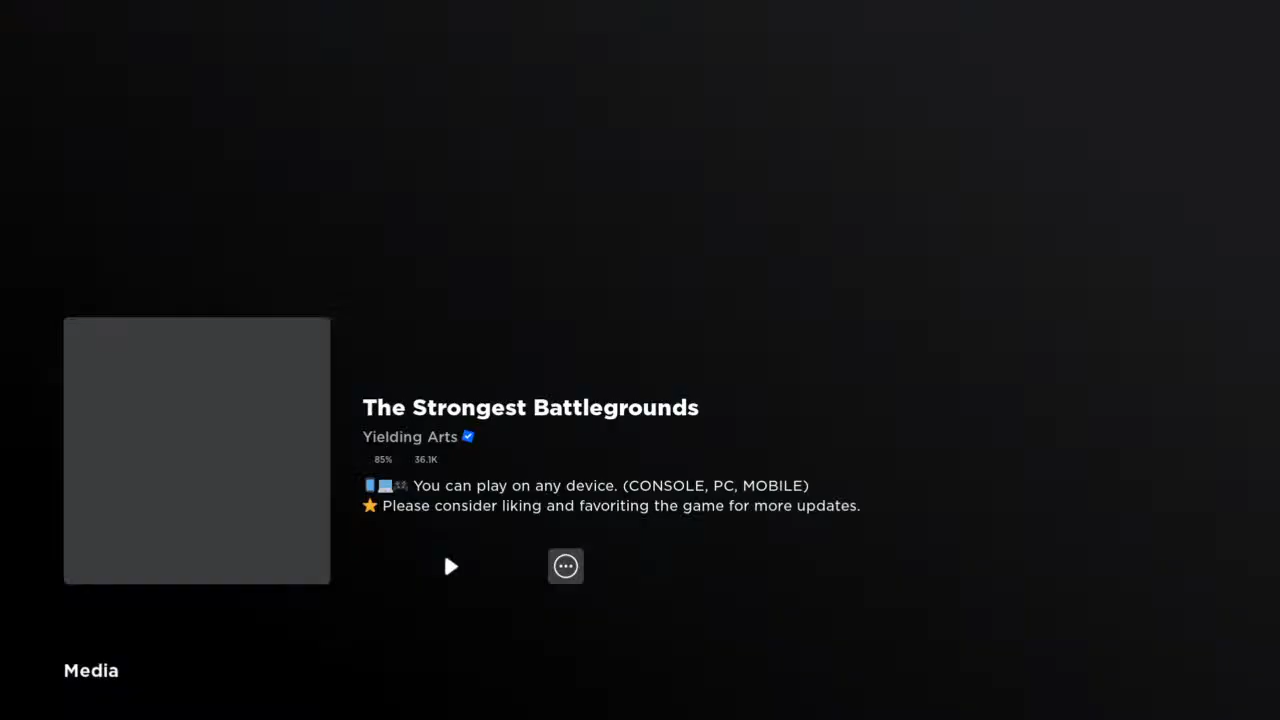 The Strongest Battlegrounds
Yielding Arts
85% 36.1K
You can play on any device. (CONSOLE, PC, MOBILE)
Please consider liking and favoriting the game for more updates.
Media